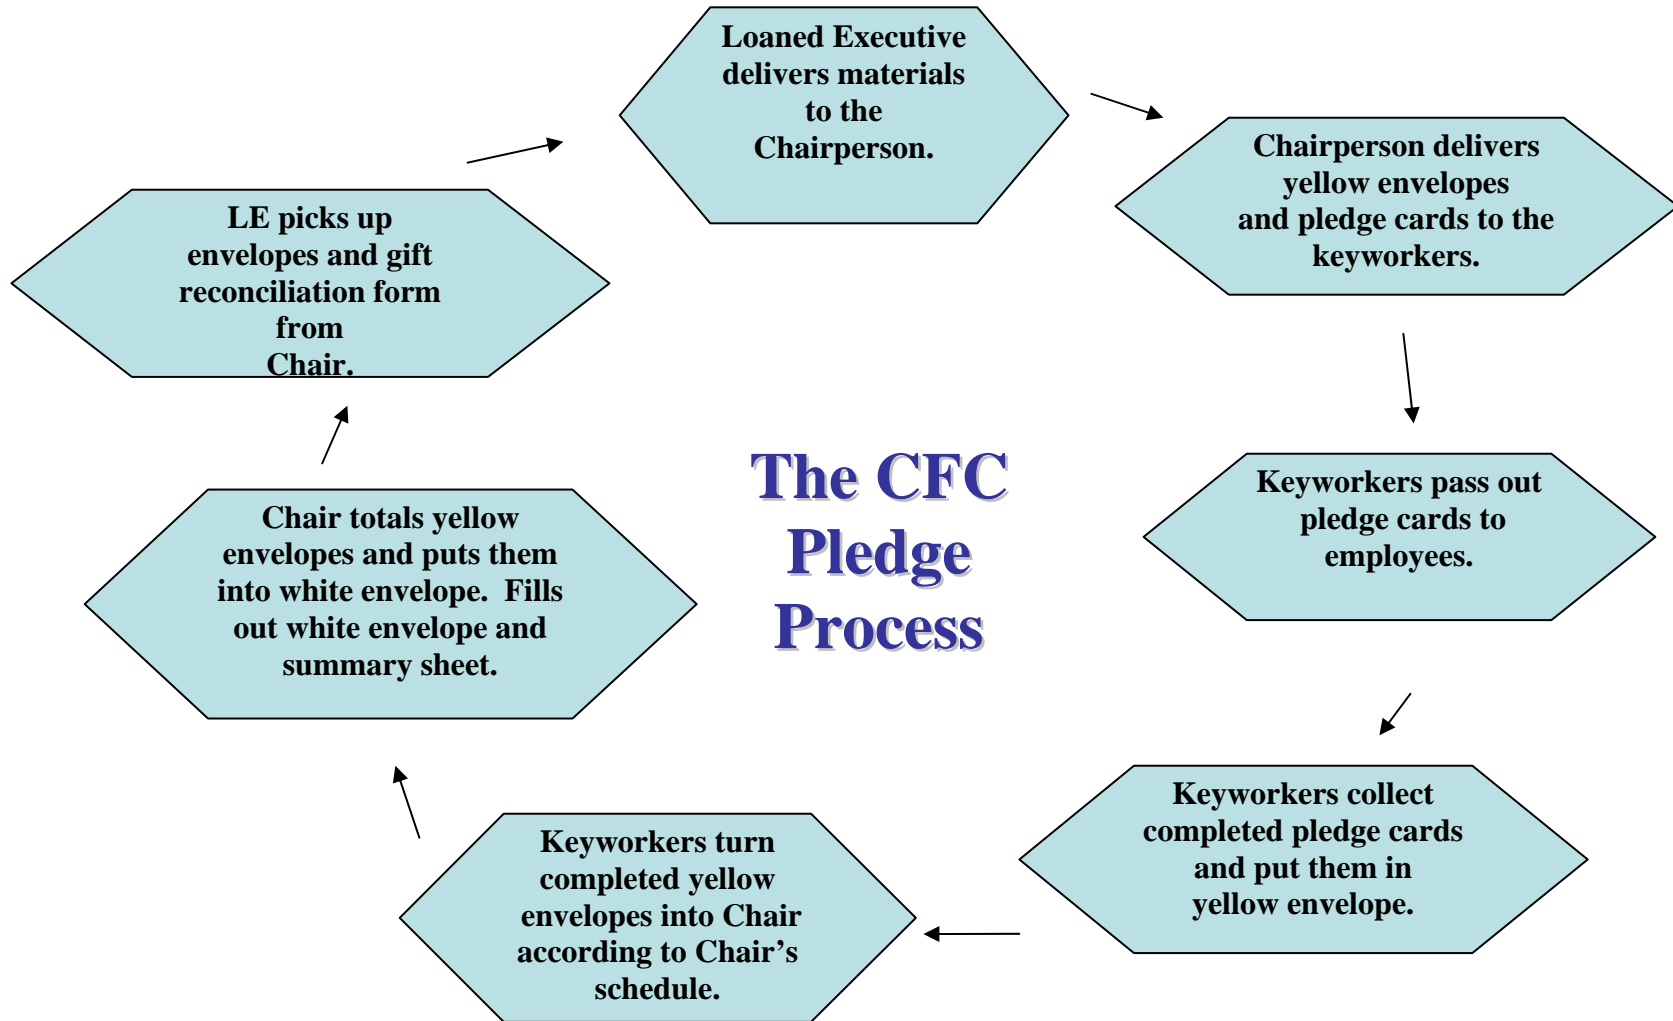 Loaned Executive
delivers materials
to the
Chairperson.
Chairperson delivers
yellow envelopes
and pledge cards to the
keyworkers.
Keyworkers pass out
pledge cards to
employees.
Keyworkers collect
completed pledge cards
and put them in
yellow envelope.
Keyworkers turn
completed yellow
envelopes into Chair
according to Chair’s
schedule.
Chair totals yellow
envelopes and puts them
into white envelope.  Fills
out white envelope and
summary sheet.
LE picks up
envelopes and gift
reconciliation form
from
Chair.
The CFC
Pledge
Process